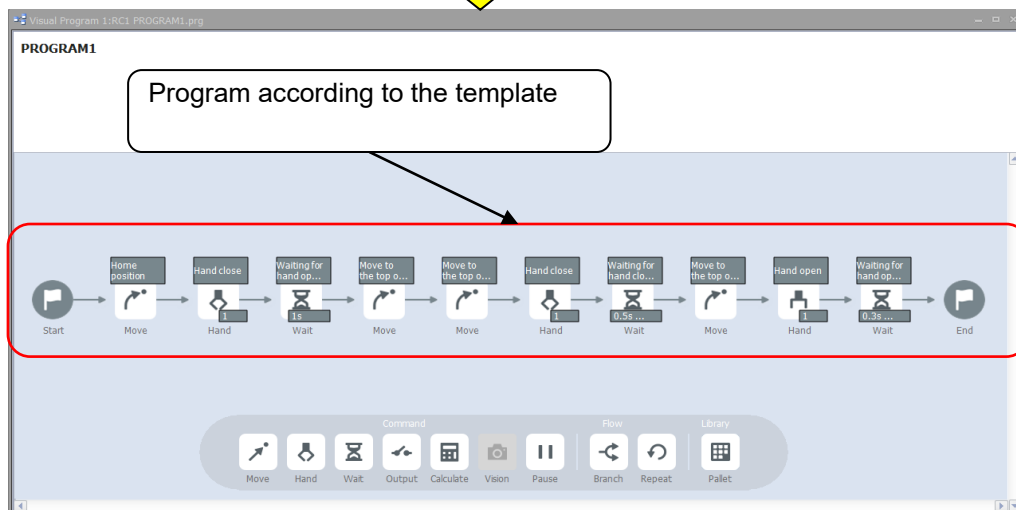 Visual Program 1:RC1 PROGRAM1.prg
PROGRAM1
Program according to the template
Home
position
Hand close
Waiting for
hand op...
Move to
the top o...
Move to
the top o...
Hand close
Waiting for
hand clo...
Move to
the top o...
Hand open
Waiting for
hand op...
1
1s
1
0.5s ...
1
0.3s ...
Start
Move
Hand
Wait
Move
Move
Hand
Wait
Move
Hand
Wait
End
Command
Flow
Library
Move
Hand
Wait
Output
Calculate
Vision
Pause
Branch
Repeat
Pallet